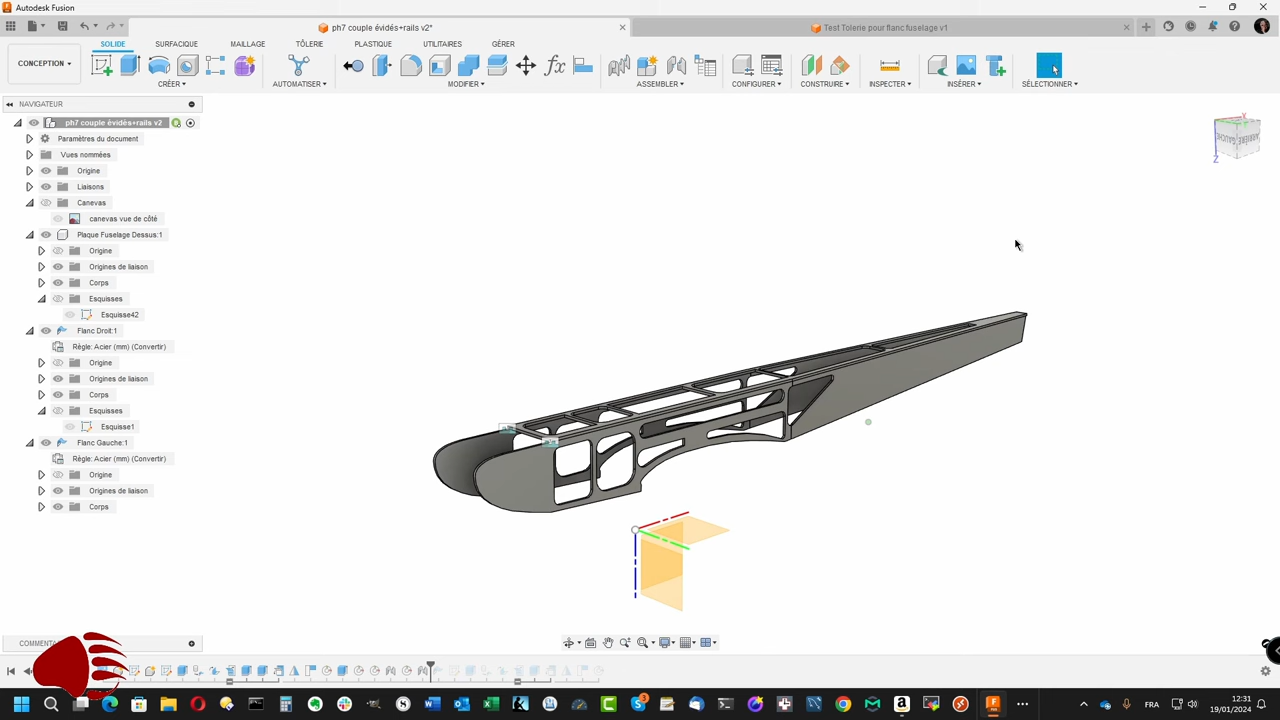 Autodesk Fusion
ph7 couple évidés+rails v2*
Test Tolerie pour flanc fuselage v1
CONCEPTION
SOLIDE
SURFACIQUE
MAILLAGE
TÔLERIE
PLASTIQUE
UTILITAIRES
GÉRER
CRÉER
AUTOMATISER
MODIFIER
ASSEMBLER
CONFIGURER
CONSTRUIRE
INSPECTER
INSÉRER
SÉLECTIONNER
NAVIGATEUR
ph7 couple évidés+rails v2
Paramètres du document
Vues nommées
Origine
Liaisons
Canevas
canevas vue de côté
Plaque Fuselage Dessus:1
Origine
Origines de liaison
Corps
Esquisses
Esquisse42
Flanc Droit:1
Règle: Acier (mm) (Convertir)
Origine
Origines de liaison
Corps
Esquisses
Esquisse1
Flanc Gauche:1
Règle: Acier (mm) (Convertir)
Origine
Origines de liaison
Corps
X
Z
FRA
12:31
19/01/2024